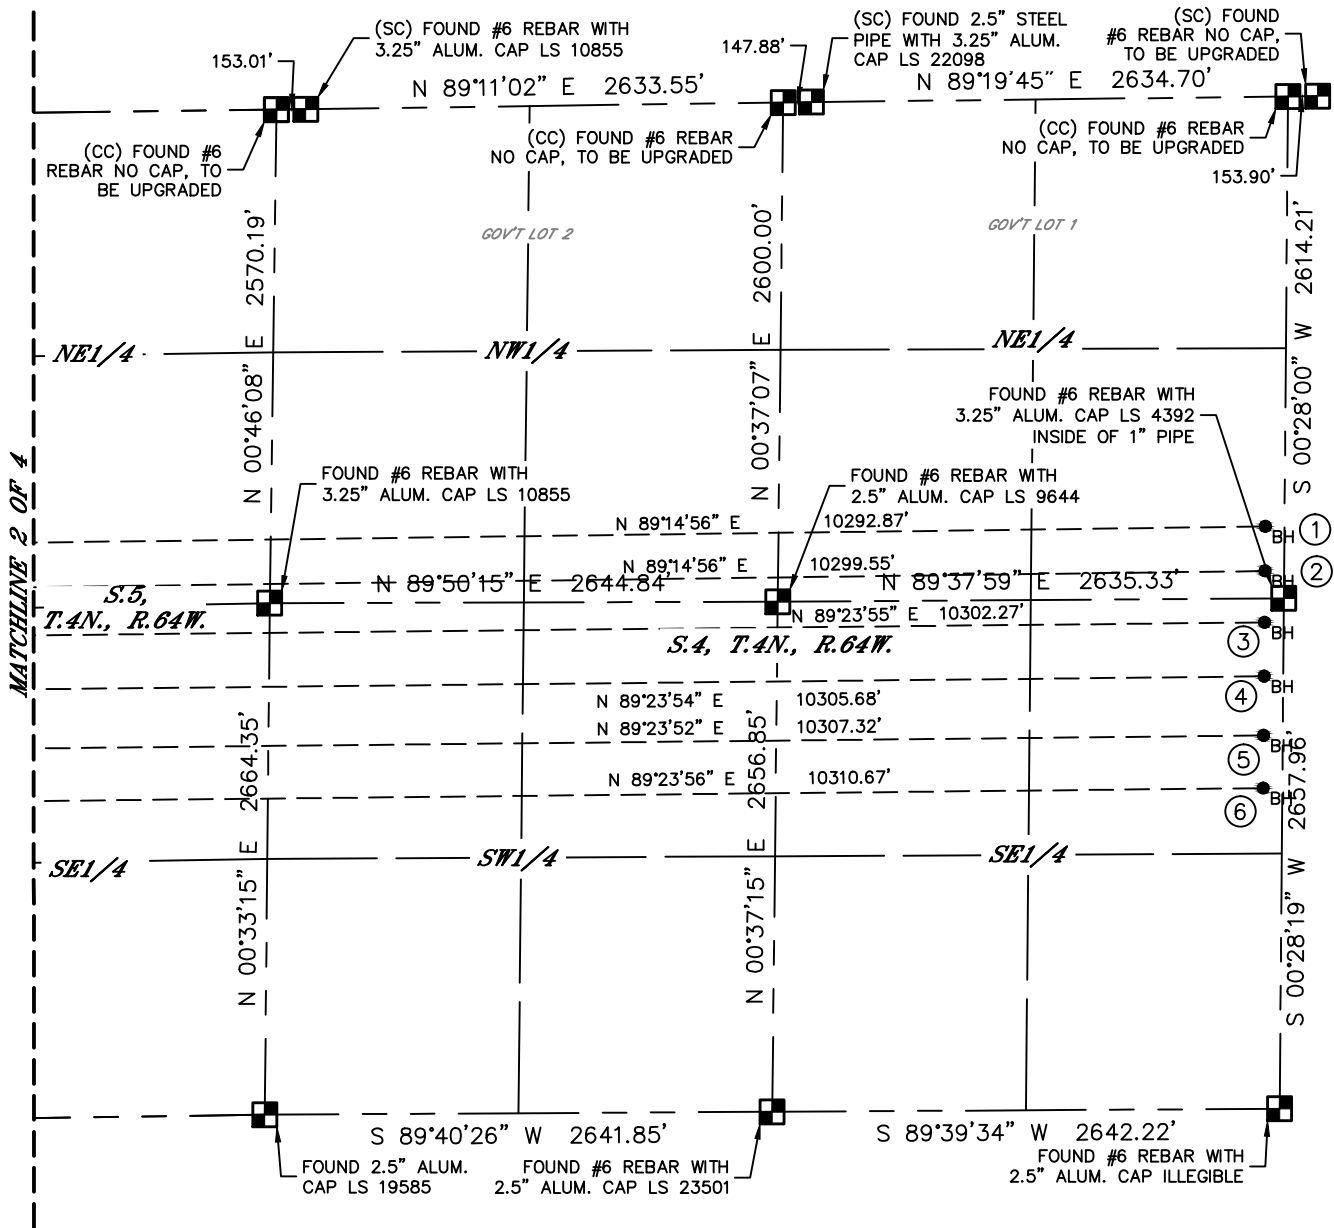 (SC) FOUND #6 REBAR WITH
3.25" ALUM. CAP LS 10855
153.01'
(SC) FOUND 2.5" STEEL
PIPE WITH 3.25" ALUM.
CAP LS 22098
147.88'
(SC) FOUND
#6 REBAR NO CAP,
TO BE UPGRADED
N 89°11'02" E 2633.55'
N 89°19'45" E 2634.70'
(CC) FOUND #6
REBAR NO CAP, TO
BE UPGRADED
(CC) FOUND #6 REBAR
NO CAP, TO BE UPGRADED
(CC) FOUND #6 REBAR
NO CAP, TO BE UPGRADED
153.90'
GOV'T LOT 2
GOV'T LOT 1
N 00°46'08" E 2570.19'
N 00°37'07" E 2600.00'
S 00°28'00" W 2614.21'
NE1/4
NW1/4
NE1/4
FOUND #6 REBAR WITH
3.25" ALUM. CAP LS 4392
INSIDE OF 1" PIPE
MATCHLINE 2 OF 4
FOUND #6 REBAR WITH
3.25" ALUM. CAP LS 10855
FOUND #6 REBAR WITH
2.5" ALUM. CAP LS 9644
N 89°14'56" E 10292.87'
BH 1
N 89°14'56" E 10299.55'
BH 2
N 89°50'15" E 2644.84'
N 89°37'59" E 2635.33'
S.5,
T.4N., R.64W.
N 89°23'55" E 10302.27'
BH
3
S.4, T.4N., R.64W.
BH
4
N 89°23'54" E 10305.68'
N 89°23'52" E 10307.32'
BH
5
N 89°23'56" E 10310.67'
BH
6
N 00°33'15" E 2664.35'
N 00°37'15" E 2656.85'
S 00°28'19" W 2657.96'
SE1/4
SW1/4
SE1/4
S 89°40'26" W 2641.85'
S 89°39'34" W 2642.22'
FOUND 2.5" ALUM.
CAP LS 19585
FOUND #6 REBAR WITH
2.5" ALUM. CAP LS 23501
FOUND #6 REBAR WITH
2.5" ALUM. CAP ILLEGIBLE